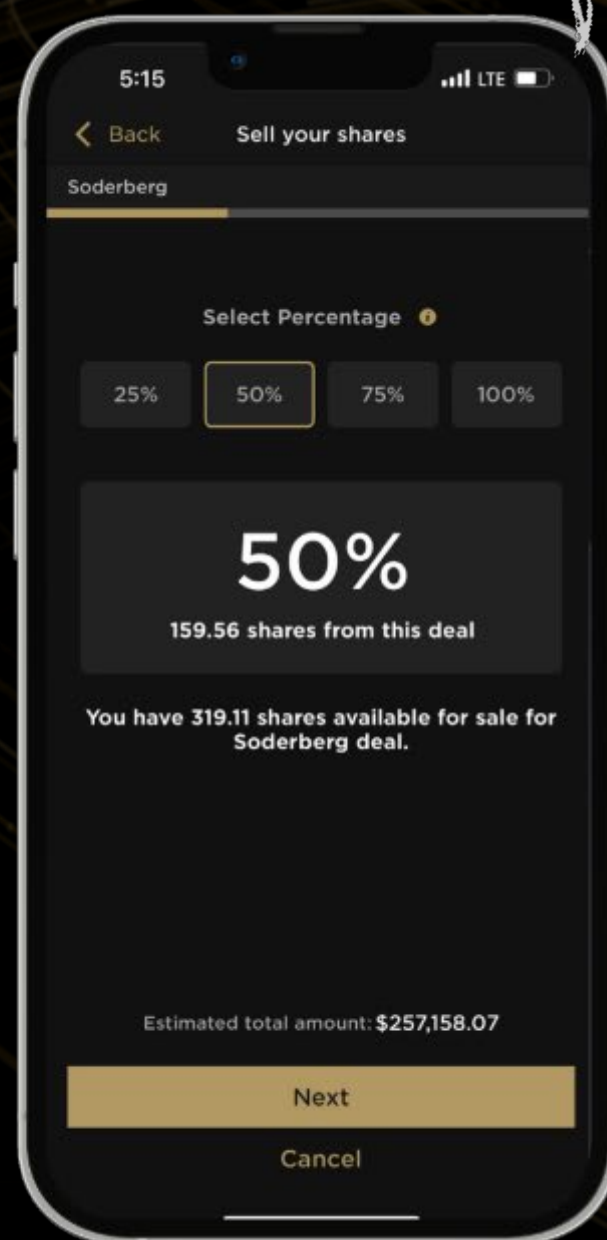 5:15
LTE
Back
Sell your shares
Soderberg
Select Percentage
25%
50%
75%
100%
50%
159.56 shares from this deal
You have 319.11 shares available for sale for
Soderberg deal.
Estimated total amount: $257,158.07
Next
Cancel